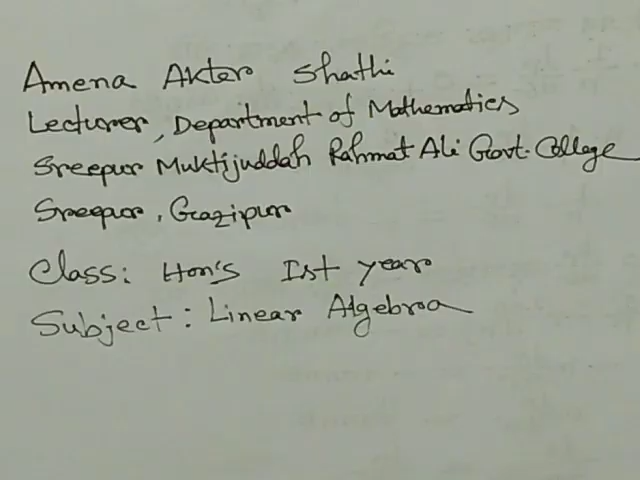 Amena Akter Shathi
Lecturer, Department of Mathematics
Sreepur Muktijuddah Rahmat Ali Govt. College
Sreepur, Gazipur
Class: Hon's Ist year
Subject: Linear Algebra